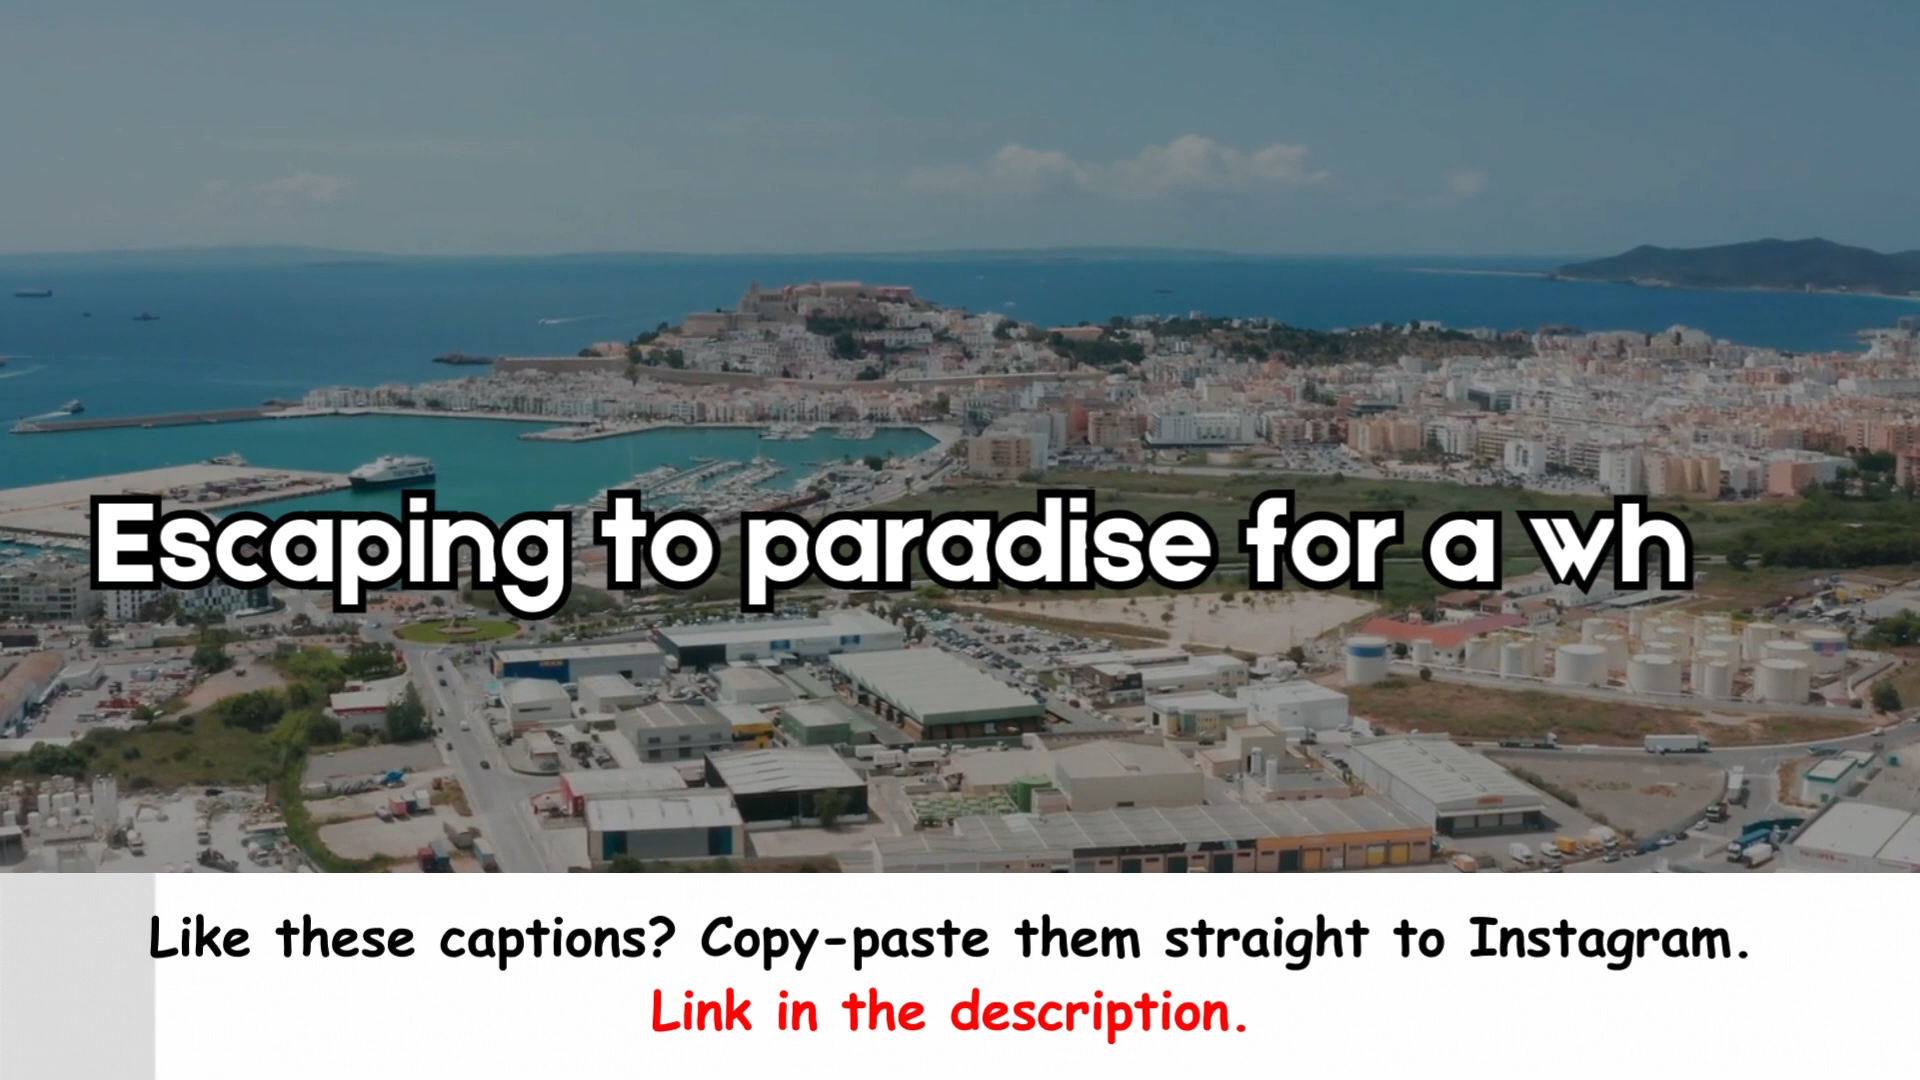 Escaping to paradise for a wh
Like these captions? Copy-paste them straight to Instagram.
Link in the description.